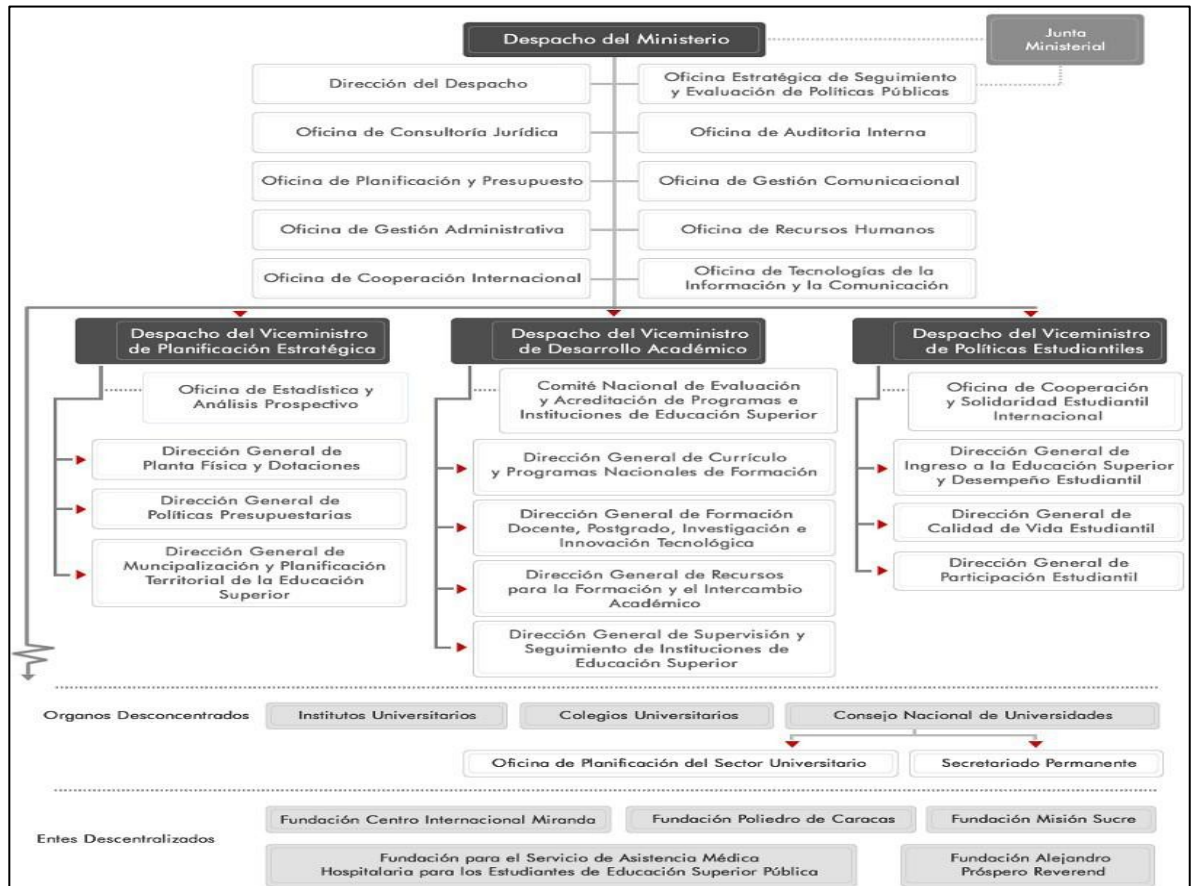 Despacho del Ministerio
Junta
Ministerial
Dirección del Despacho
Oficina Estratégica de Seguimiento
y Evaluación de Políticas Públicas
Oficina de Consultoría Jurídica
Oficina de Auditoria Interna
Oficina de Planificación y Presupuesto
Oficina de Gestión Comunicacional
Oficina de Gestión Administrativa
Oficina de Recursos Humanos
Oficina de Cooperación Internacional
Oficina de Tecnologías de la
Información y la Comunicación
Despacho del Viceministro
de Planificación Estratégica
Oficina de Estadística y
Análisis Prospectivo
Dirección General de
Planta Física y Dotaciones
Dirección General de
Políticas Presupuestarias
Dirección General de
Muncipalización y Planificación
Territorial de la Educación
Superior
Despacho del Viceministro
de Desarrollo Académico
Comité Nacional de Evaluación
y Acreditación de Programas e
Instituciones de Educación Superior
Dirección General de Currículo
y Programas Nacionales de Formación
Dirección General de Formación
Docente, Postgrado, Investigación e
Innovación Tecnológica
Dirección General de Recursos
para la Formación y el Intercambio
Académico
Dirección General de Supervisión y
Seguimiento de Instituciones de
Educación Superior
Despacho del Viceministro
de Políticas Estudiantiles
Oficina de Cooperación
y Solidaridad Estudiantil
Internacional
Dirección General de
Ingreso a la Educación Superior
y Desempeño Estudiantil
Dirección General de
Calidad de Vida Estudiantil
Dirección General de
Participación Estudiantil
Organos Desconcentrados
Institutos Universitarios
Colegios Universitarios
Consejo Nacional de Universidades
Oficina de Planificación del Sector Universitario
Secretariado Permanente
Entes Descentralizados
Fundación Centro Internacional Miranda
Fundación Poliedro de Caracas
Fundación Misión Sucre
Fundación para el Servicio de Asistencia Médica
Hospitalaria para los Estudiantes de Educación Superior Pública
Fundación Alejandro
Próspero Reverend